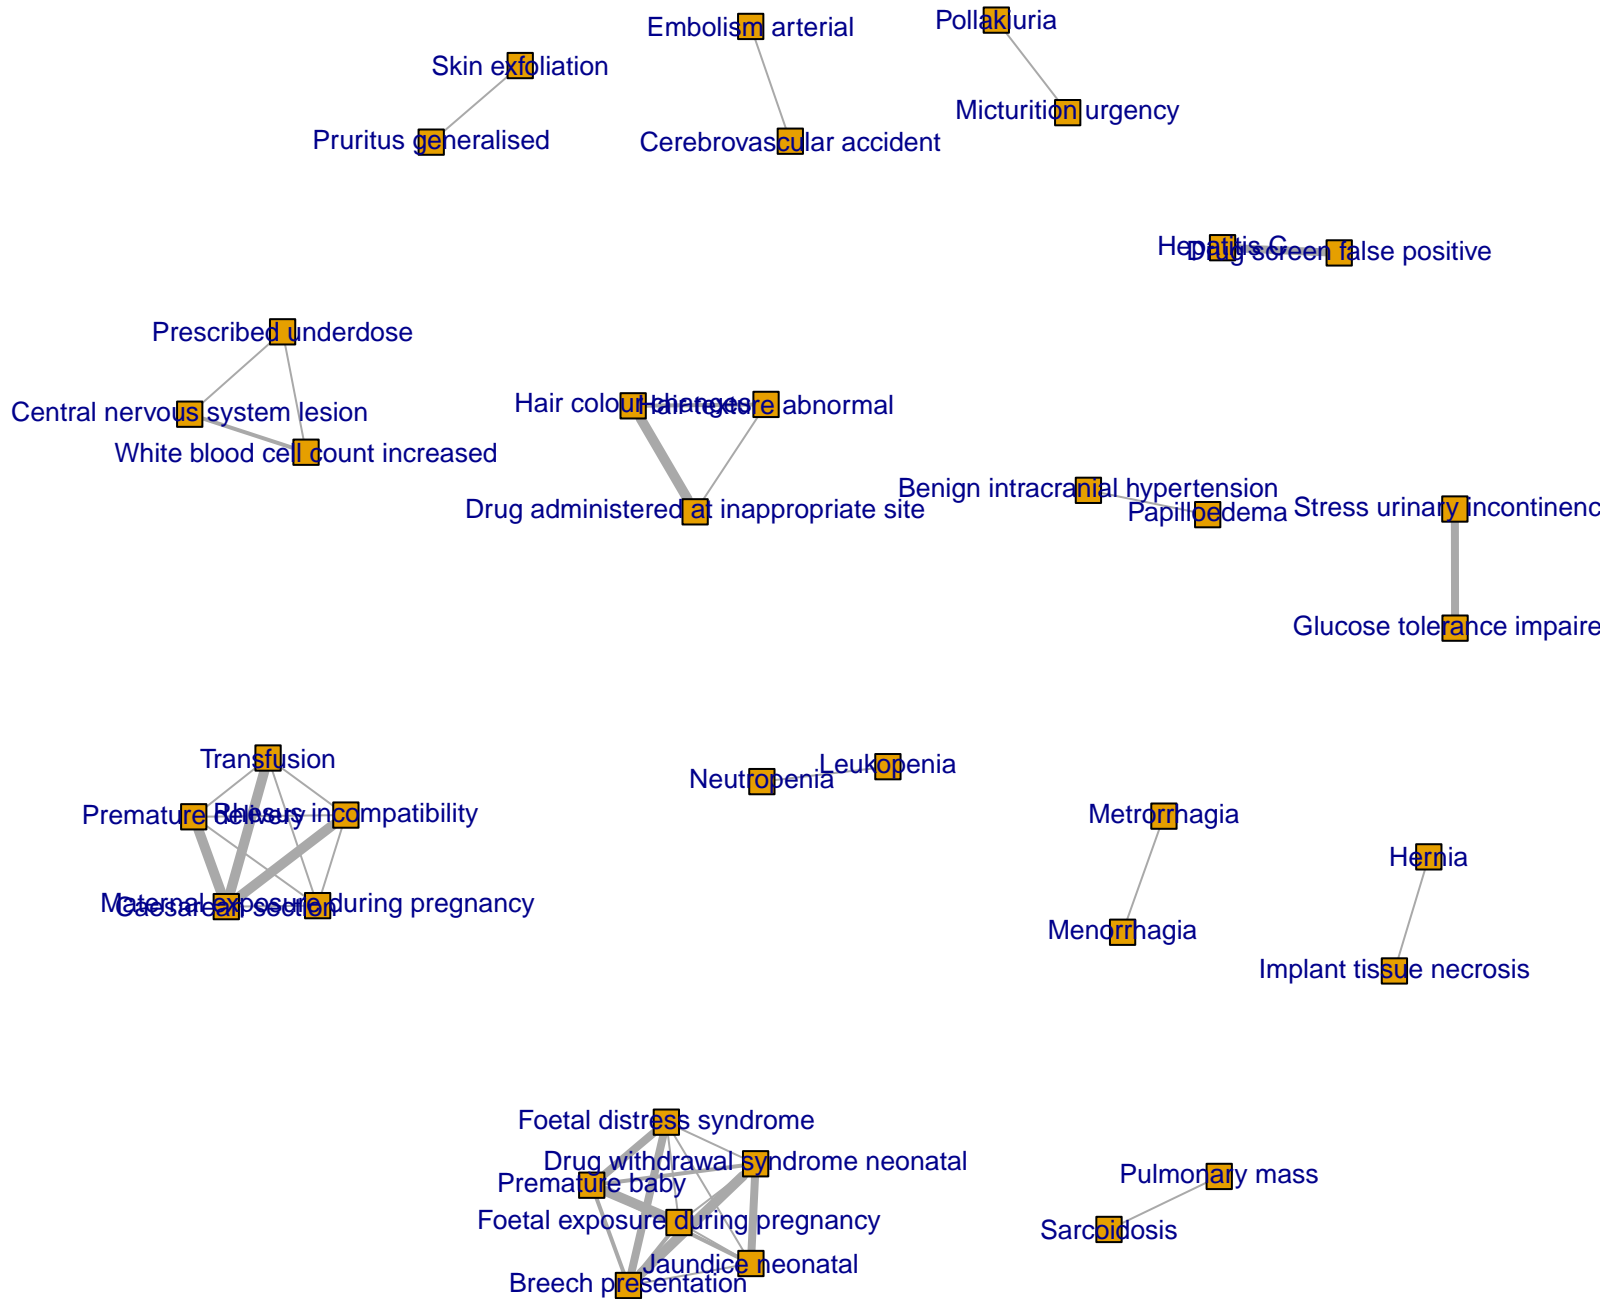 Embolism arterial
Pollakiuria
Skin exfoliation
Micturition urgency
Pruritus generalised
Cerebrovascular accident
Hepatitis C
Drug screen false positive
Prescribed underdose
Hair colour changes
Hair texture abnormal
Central nervous system lesion
White blood cell count increased
Benign intracranial hypertension
Drug administered at inappropriate site
Papilloedema
Stress urinary incontinenc
Glucose tolerance impaire
Transfusion
Neutropenia
Leukopenia
Premature delivery
Rhesus incompatibility
Metrorrhagia
Hernia
Maternal exposure during pregnancy
Caesarean section
Menorrhagia
Implant tissue necrosis
Foetal distress syndrome
Drug withdrawal syndrome neonatal
Premature baby
Pulmonary mass
Foetal exposure during pregnancy
Sarcoidosis
Jaundice neonatal
Breech presentation